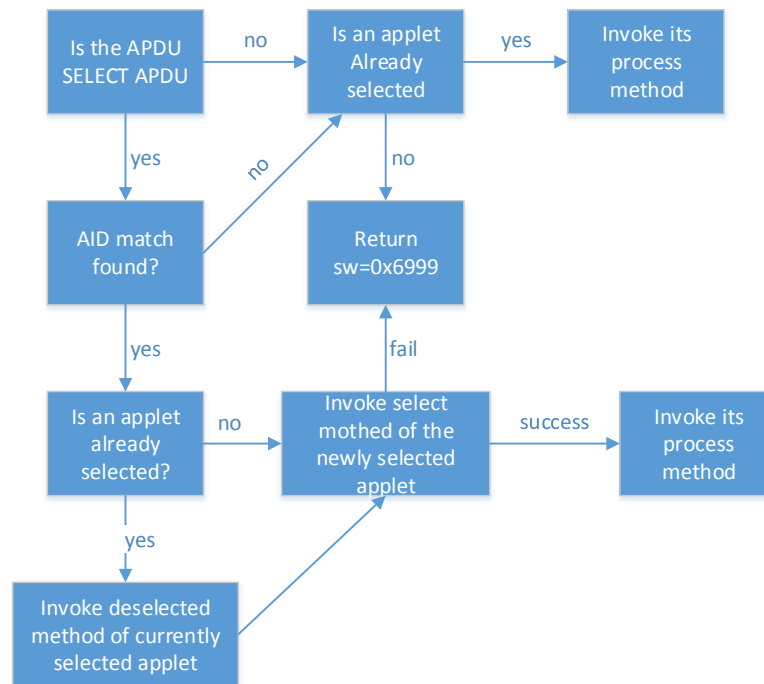 Is the APDU
SELECT APDU
no
Is an applet
Already
selected
yes
Invoke its
process
method
yes
no
no
AID match
found?
Return
sw=0x6999
yes
fail
Is an applet
already
selected?
no
Invoke select
mothed of the
newly selected
applet
success
Invoke its
process
method
yes
Invoke deselected
method of currently
selected applet